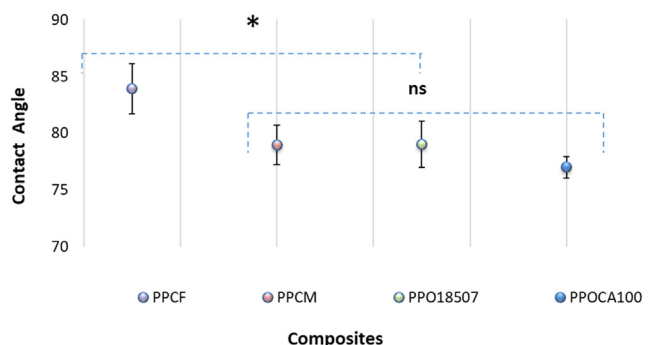 90
*
85
ns
80
75
70
Contact Angle
PPCF PPCM PPO18507 PPOCA100
Composites